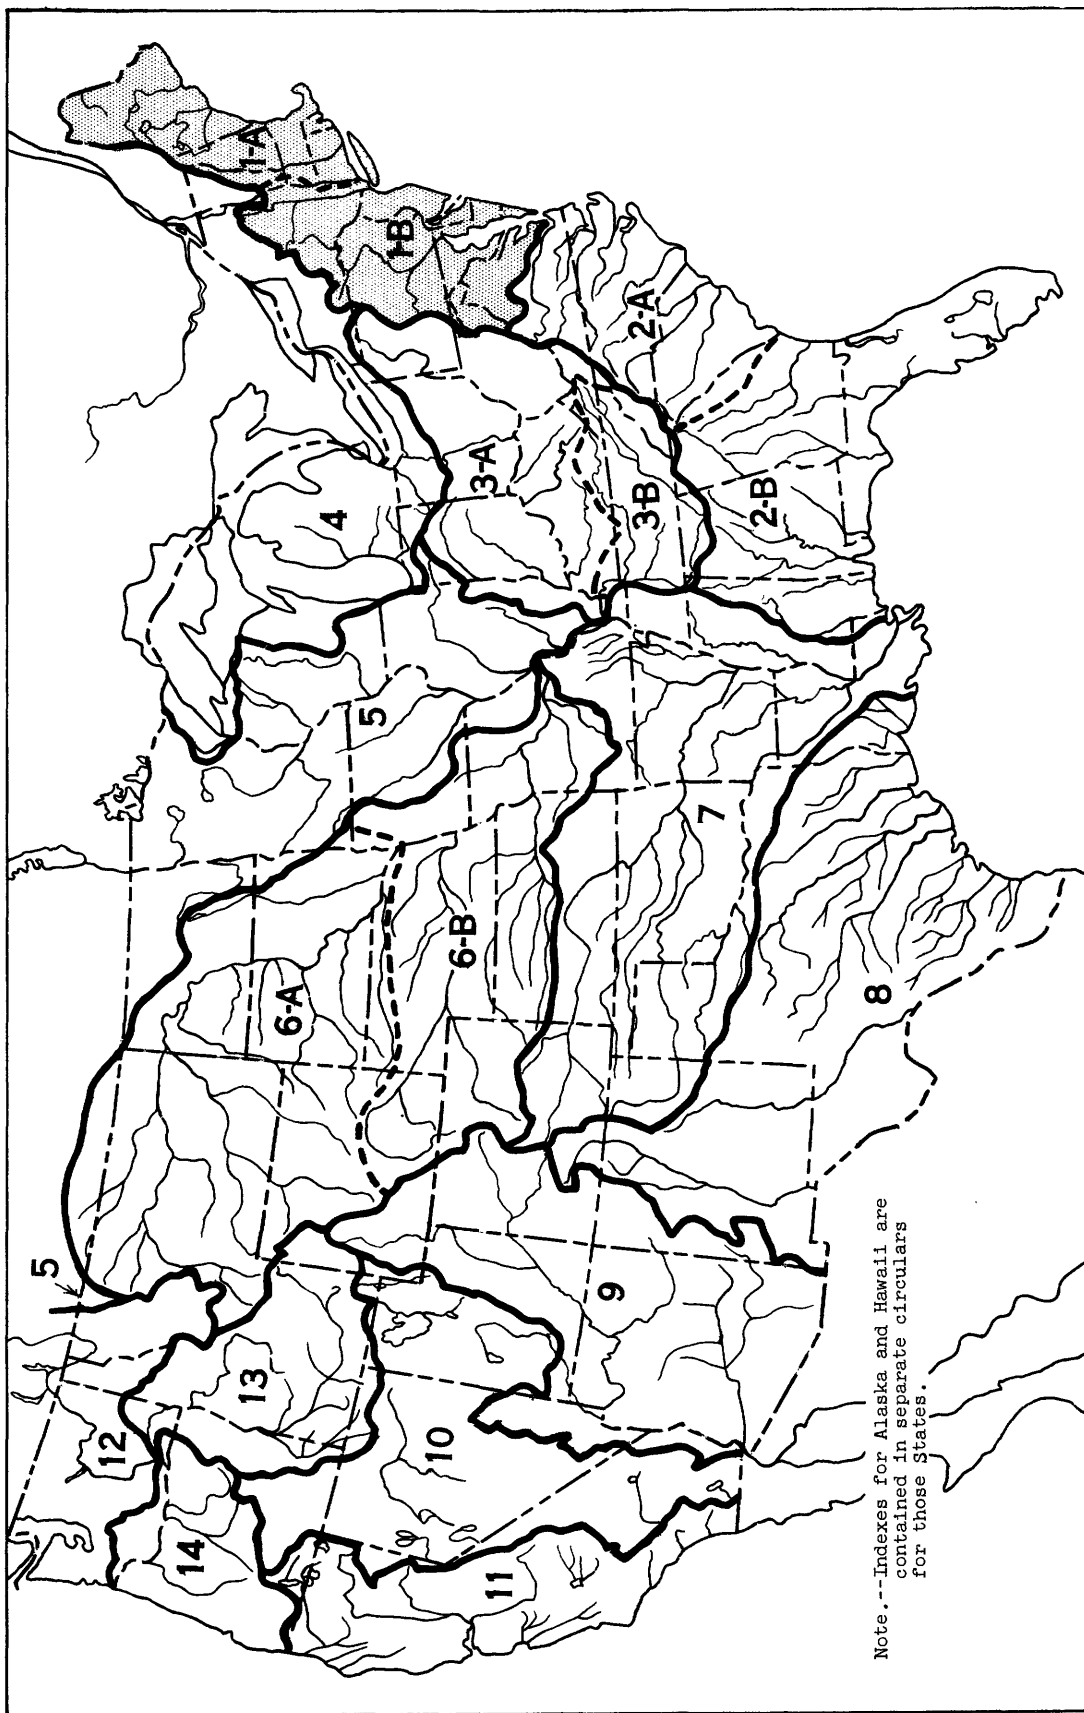 1-A
1-B
2-A
2-B
3-A
3-B
4
5
5
6-A
6-B
7
8
9
10
11
12
13
14
Note.--Indexes for Alaska and Hawaii are
contained in separate circulars
for those States.